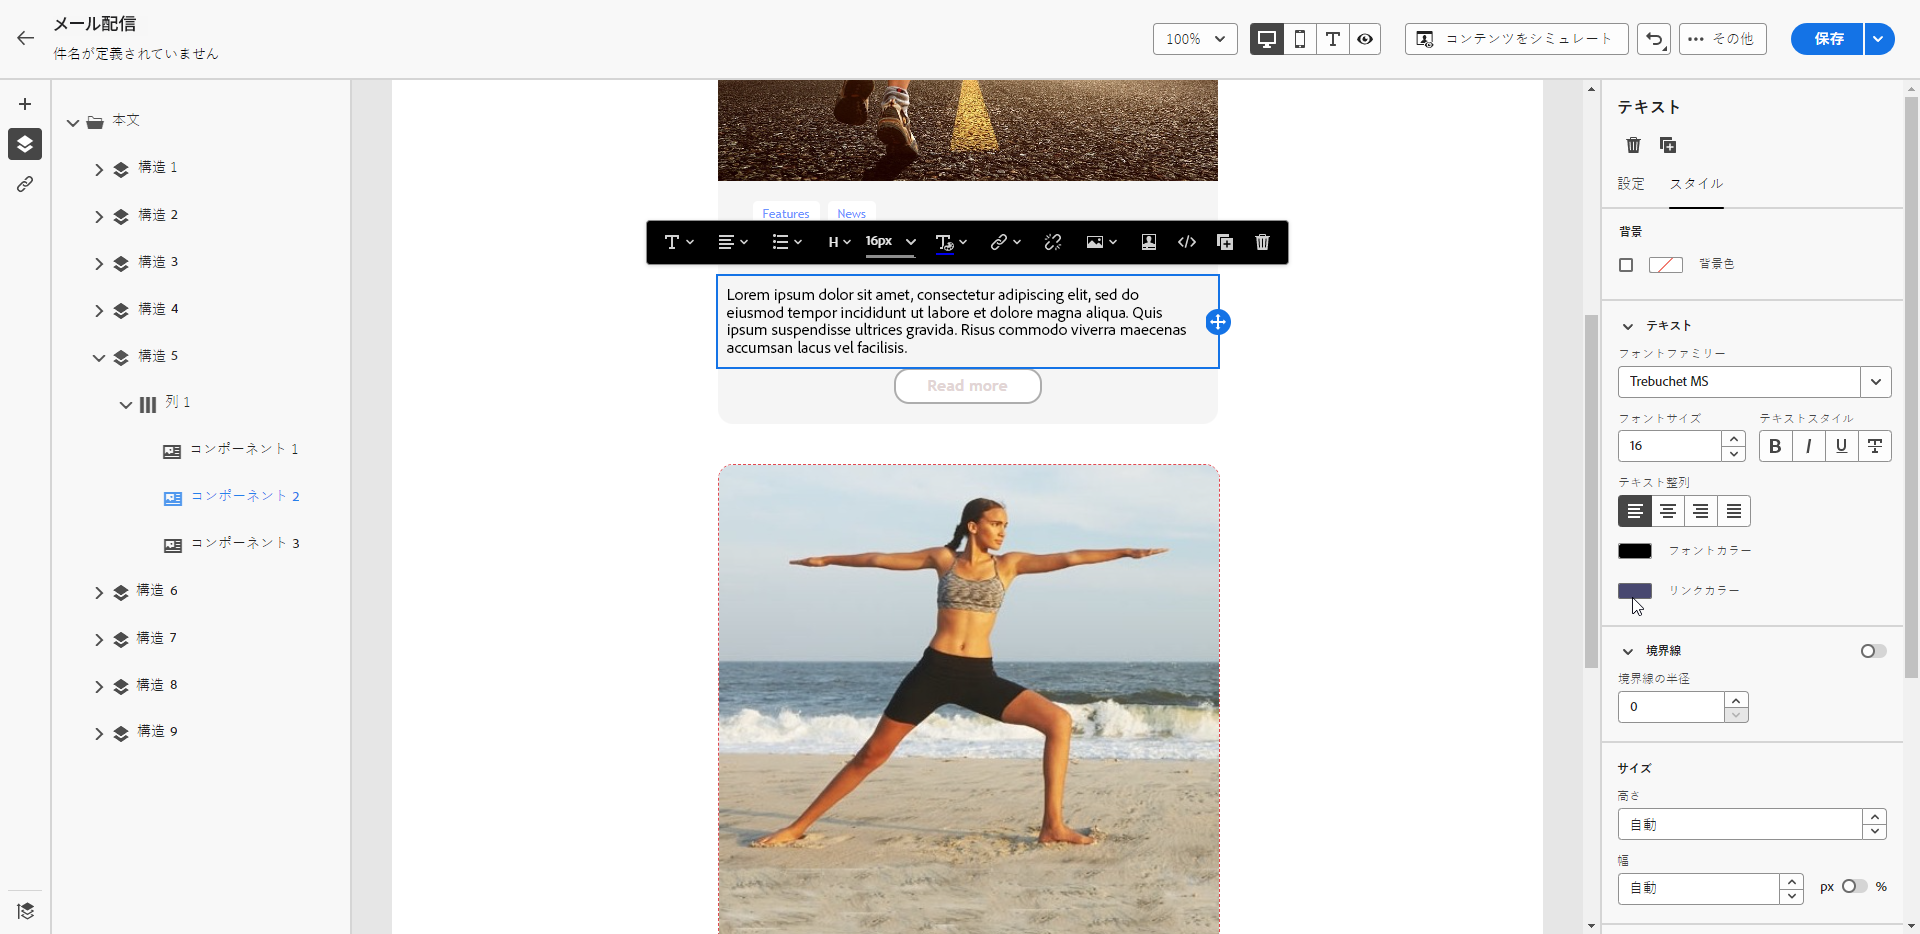 メール配信
件名が定義されていません
100%
コンテンツをシミュレート
その他
保存
本文
構造 1
構造 2
構造 3
構造 4
構造 5
列 1
コンポーネント 1
コンポーネント 2
コンポーネント 3
構造 6
構造 7
構造 8
構造 9
Features
News
H
16px
Lorem ipsum dolor sit amet, consectetur adipiscing elit, sed do
eiusmod tempor incididunt ut labore et dolore magna aliqua. Quis
ipsum suspendisse ultrices gravida. Risus commodo viverra maecenas
accumsan lacus vel facilisis.
Read more
テキスト
設定
スタイル
背景
背景色
テキスト
フォントファミリー
Trebuchet MS
フォントサイズ
テキストスタイル
16
B I U T
テキスト整列
フォントカラー
リンクカラー
境界線
境界線の半径
0
サイズ
高さ
自動
幅
自動
px
%